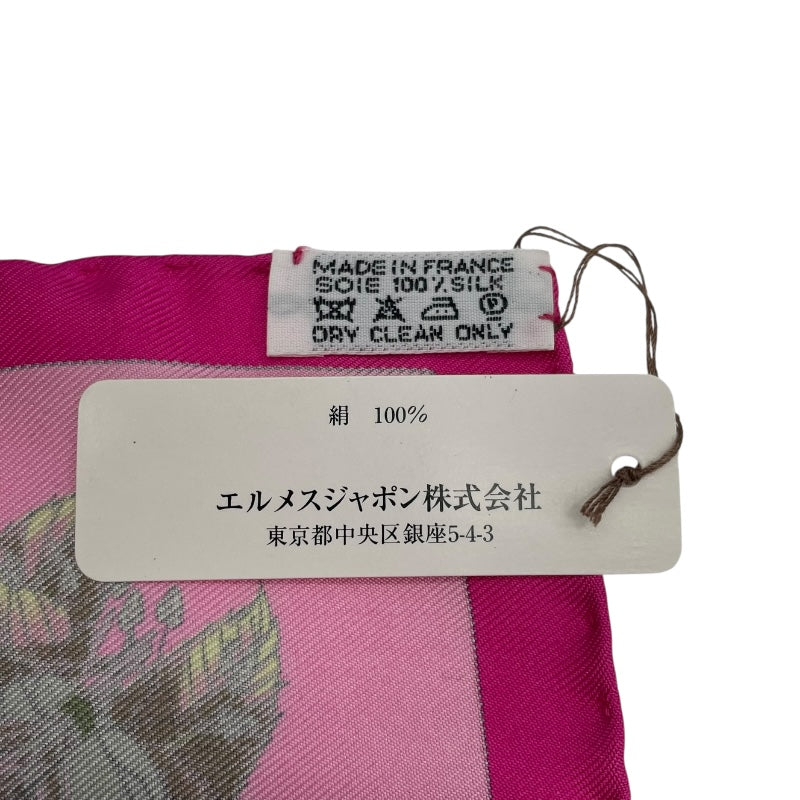 MADE IN FRANCE
SOIE 100% SILK
DRY CLEAN ONLY
絹 100%
エルメスジャポン株式会社
東京都中央区銀座5-4-3